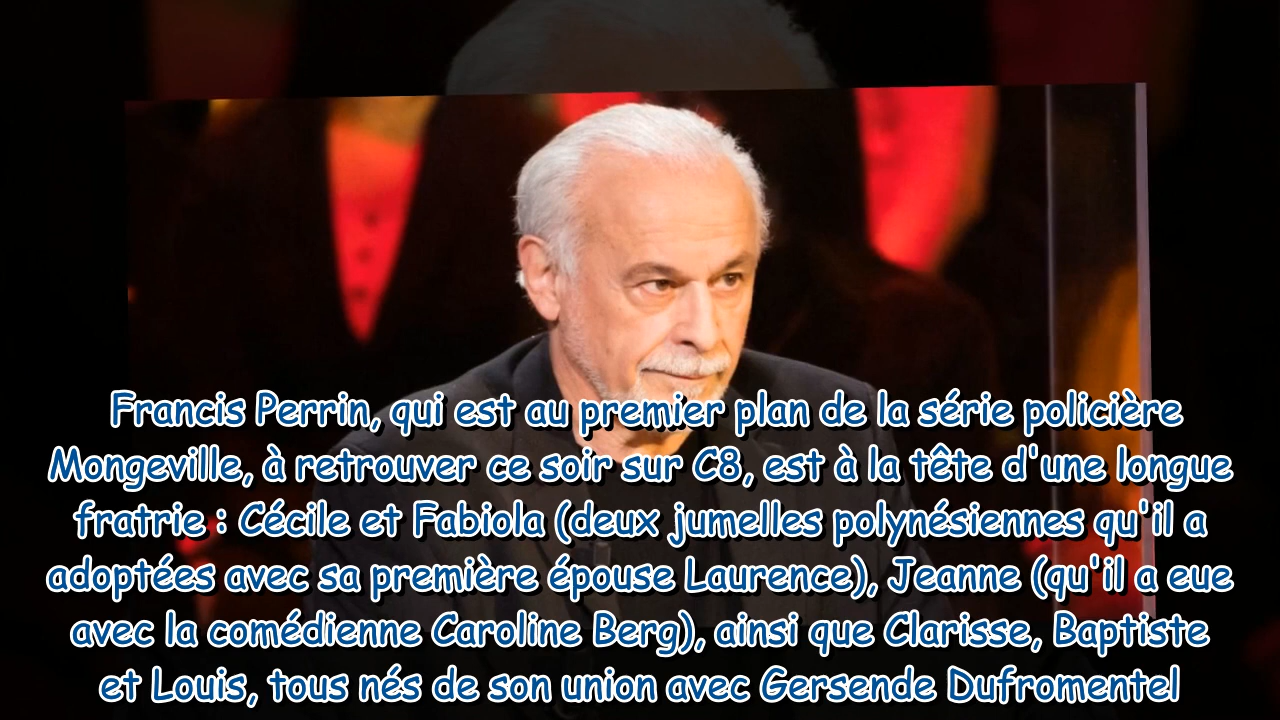 Francis Perrin, qui est au premier plan de la série policière
Mongeville, à retrouver ce soir sur C8, est à la tête d'une longue
fratrie : Cécile et Fabiola (deux jumelles polynésiennes qu'il a
adoptées avec sa première épouse Laurence), Jeanne (qu'il a eue
avec la comédienne Caroline Berg), ainsi que Clarisse, Baptiste
et Louis, tous nés de son union avec Gersende Dufromentel